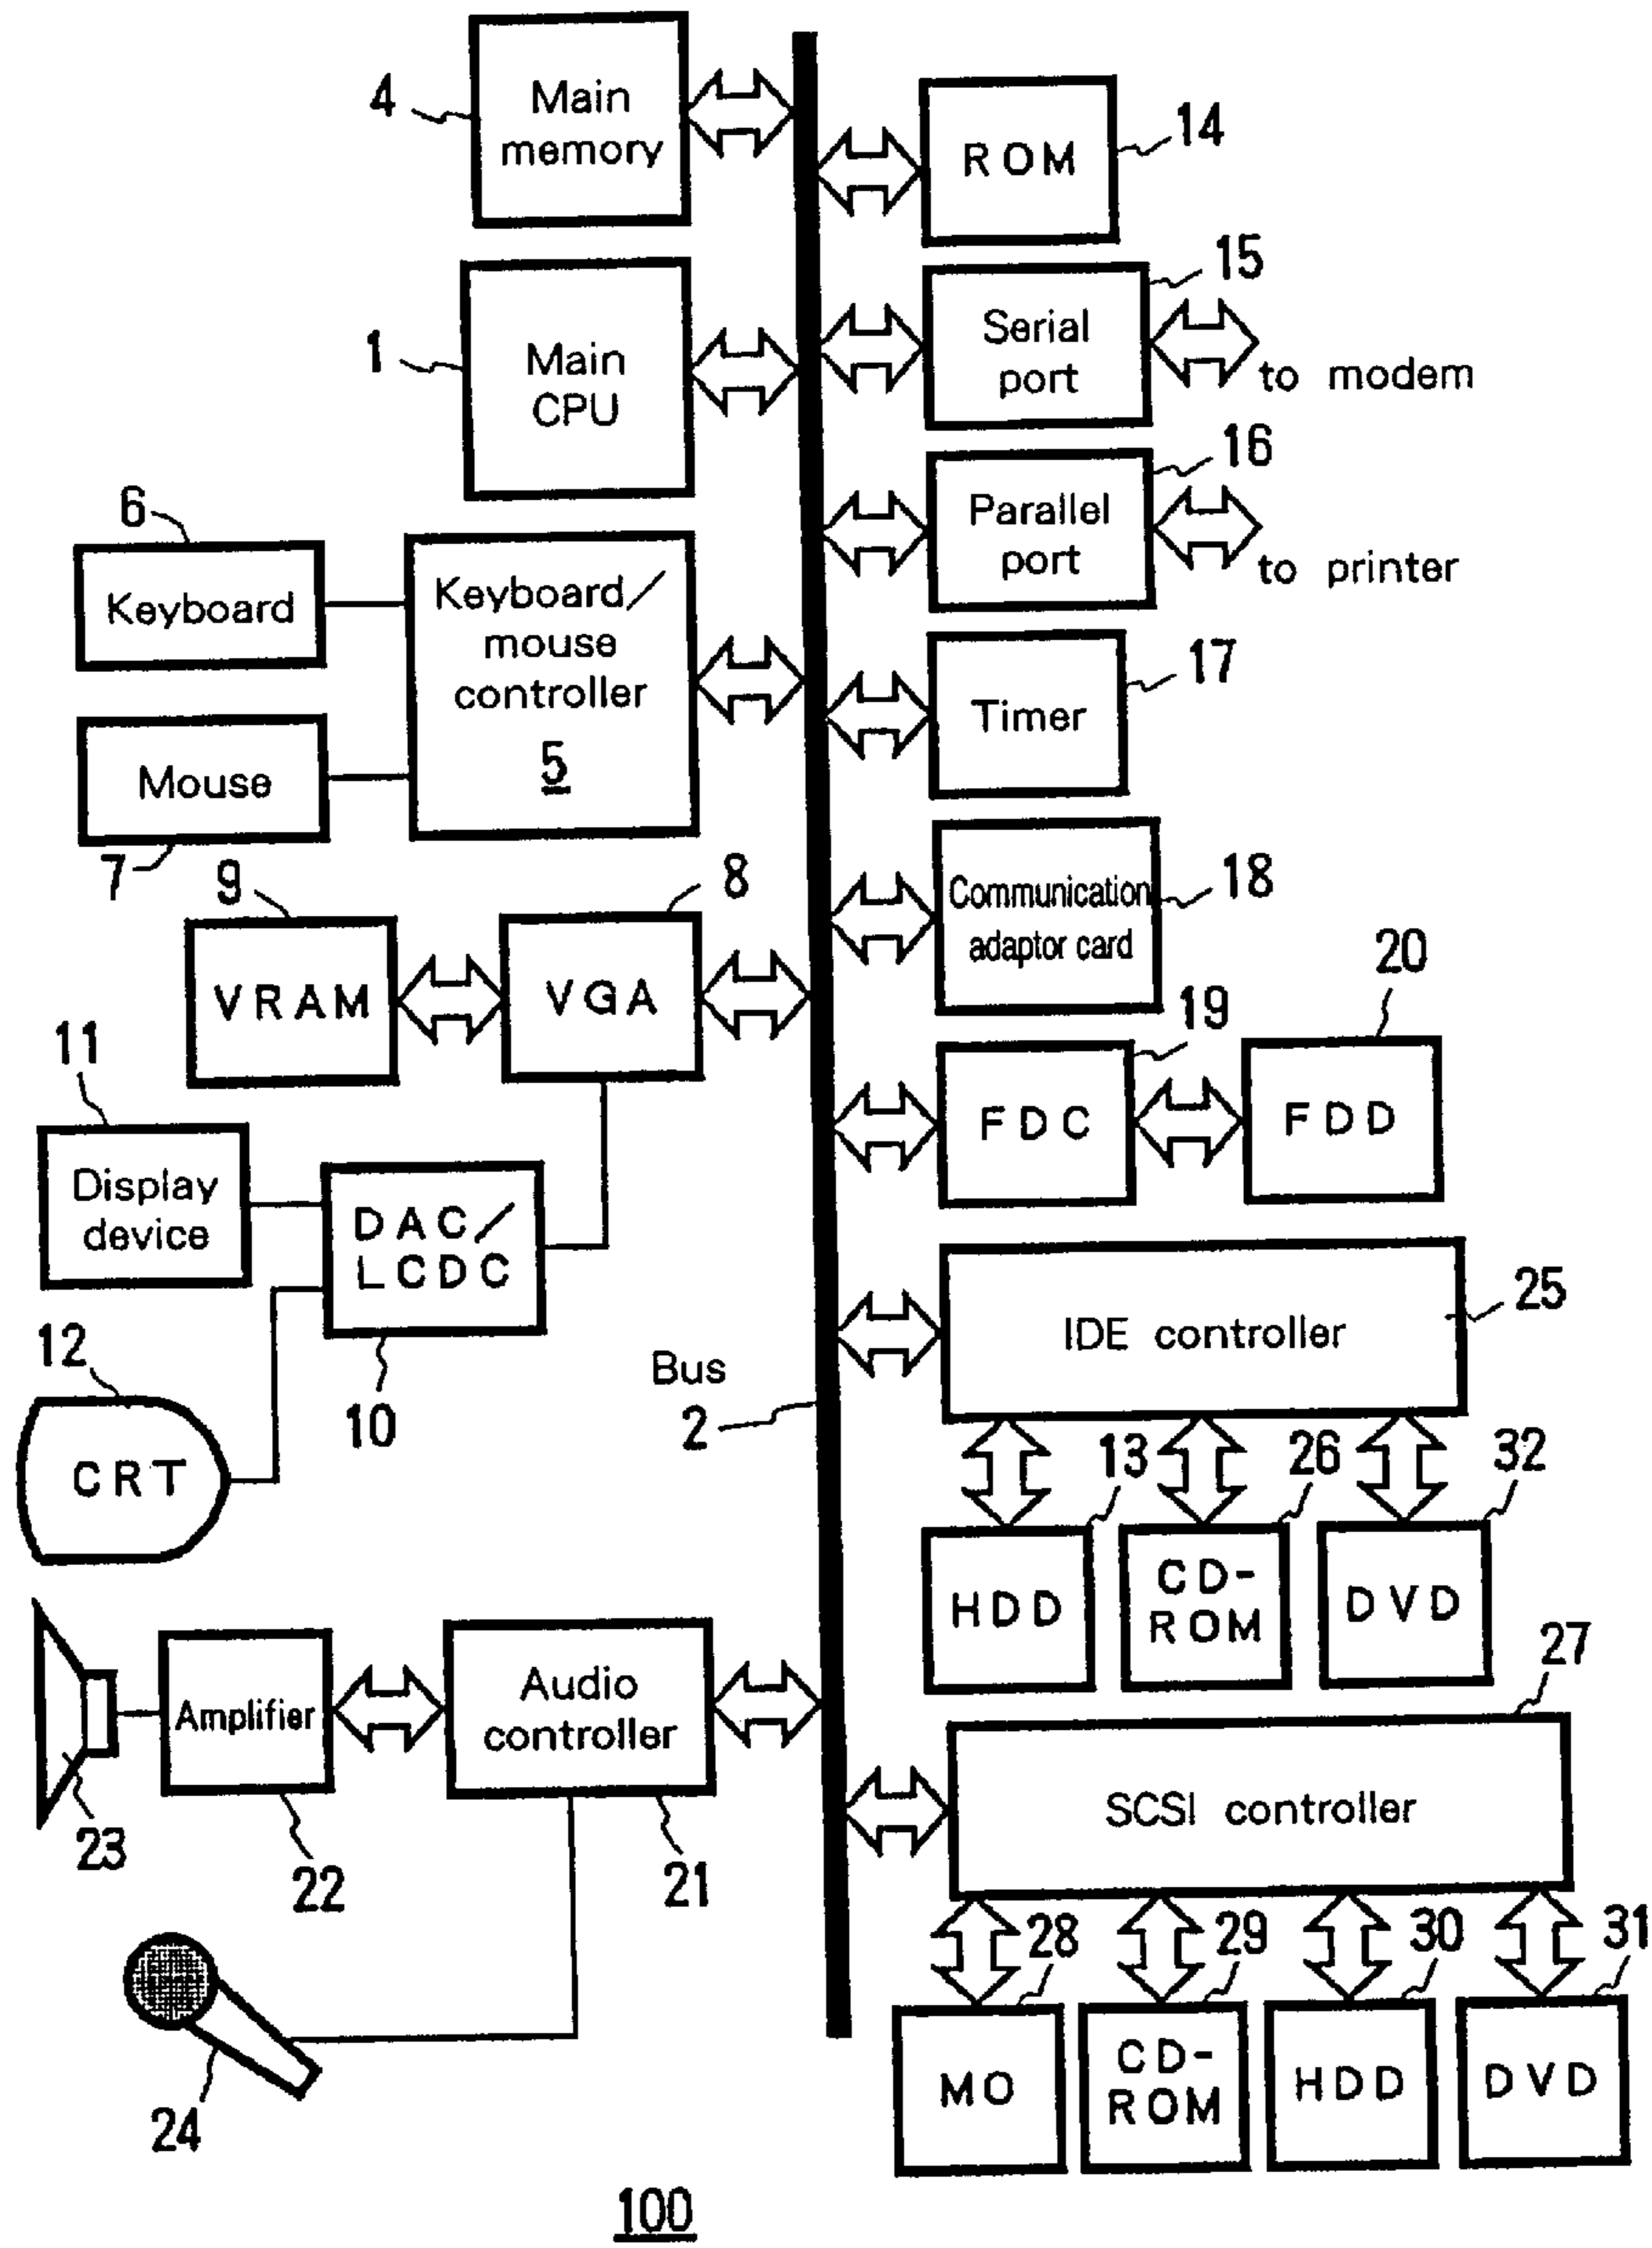 4
Main
memory
ROM
14
1
Main
CPU
Serial
port
15
to modem
Parallel
port
16
to printer
6
Keyboard
Keyboard/
mouse
controller
5
Mouse
7
Timer
17
Communication
adaptor card
18
9
VRAM
8
VGA
19
FDC
20
FDD
11
Display
device
DAC/
LCDC
10
12
CRT
Bus
2
IDE controller
25
13
HDD
26
CD-
ROM
32
DVD
23
Amplifier
22
Audio
controller
21
24
27
SCSI controller
28
MO
29
CD-
ROM
30
HDD
31
DVD
100